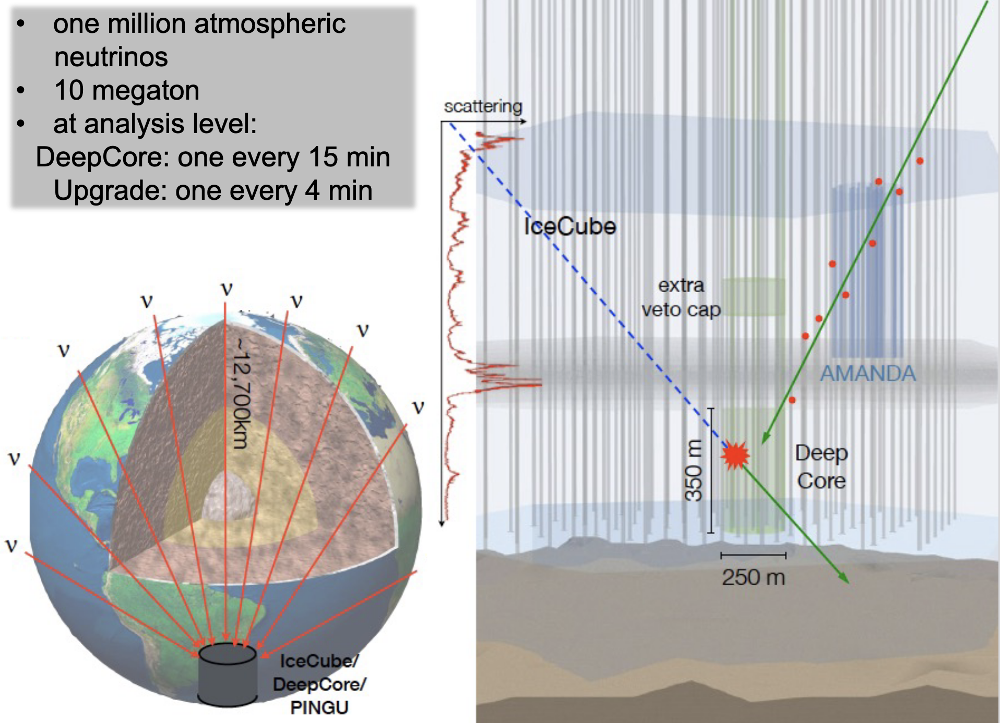 • one million atmospheric
neutrinos
• 10 megaton
• at analysis level:
DeepCore: one every 15 min
Upgrade: one every 4 min
scattering
IceCube
extra
veto cap
AMANDA
350 m
Deep
Core
250 m
ν
ν
ν
ν
ν
ν
ν
ν
~12,700km
IceCube/
DeepCore/
PINGU